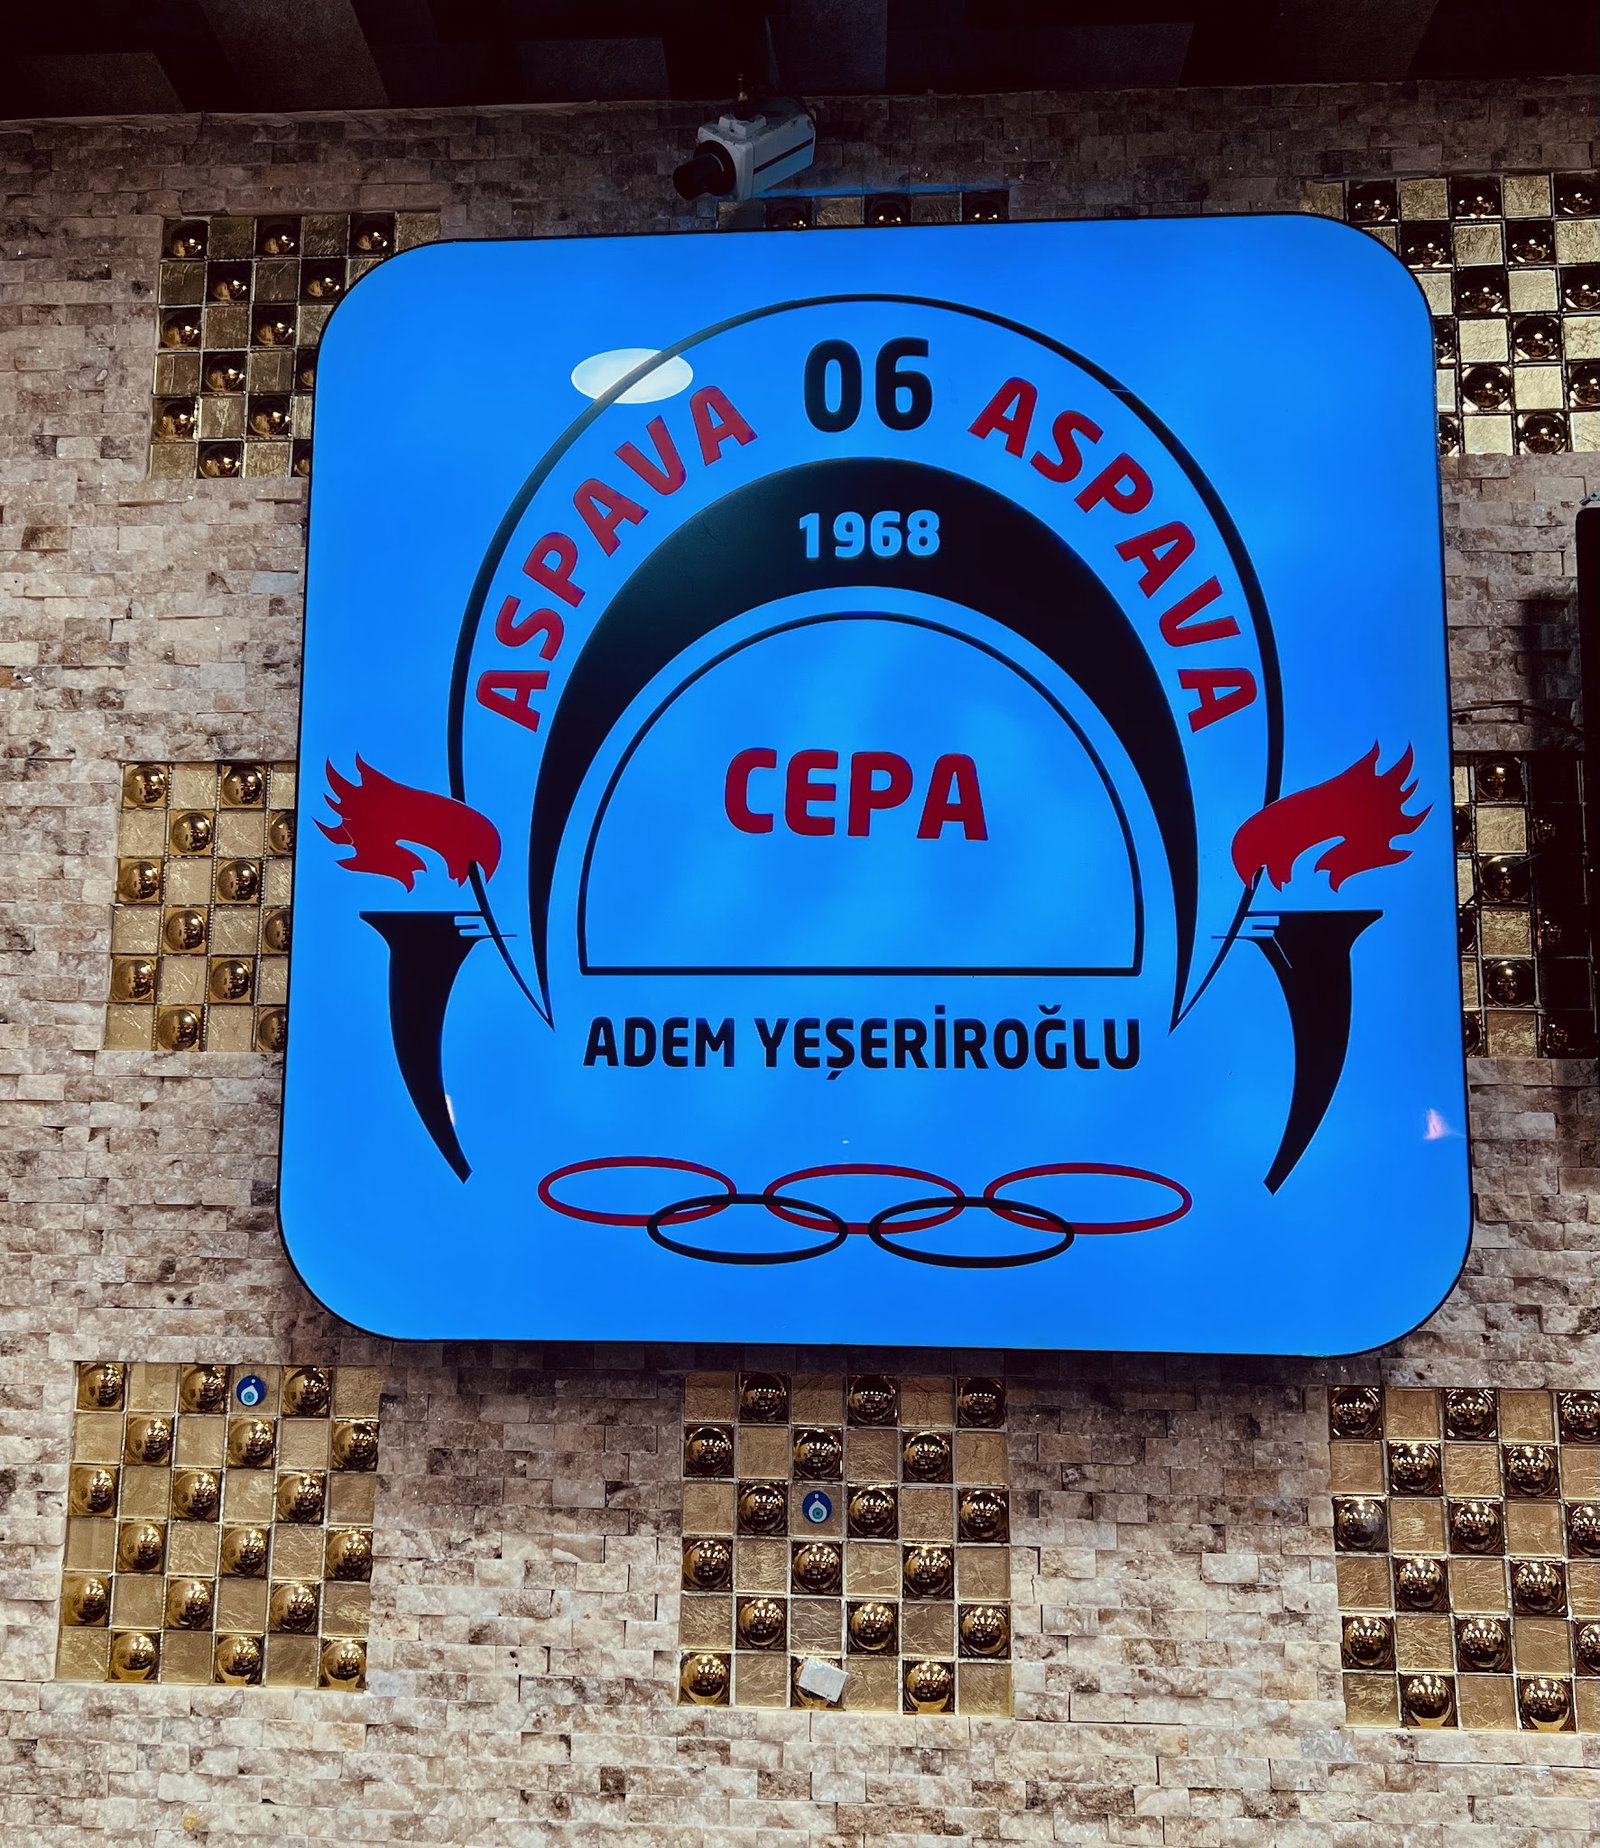 ASPAVA 06 ASPAVA
1968
CEPA
ADEM YEŞERİROĞLU